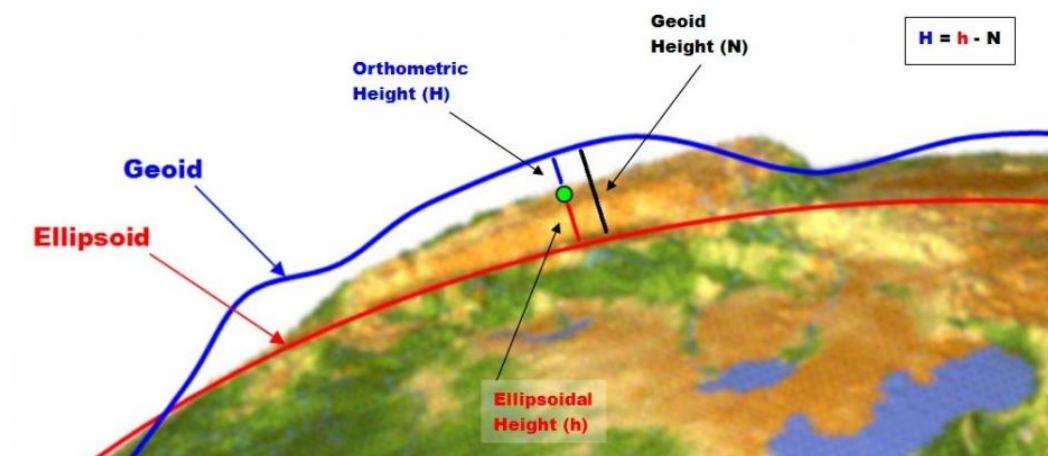 Geoid
Height (N)
H = h - N
Orthometric
Height (H)
Geoid
Ellipsoid
Ellipsoidal
Height (h)